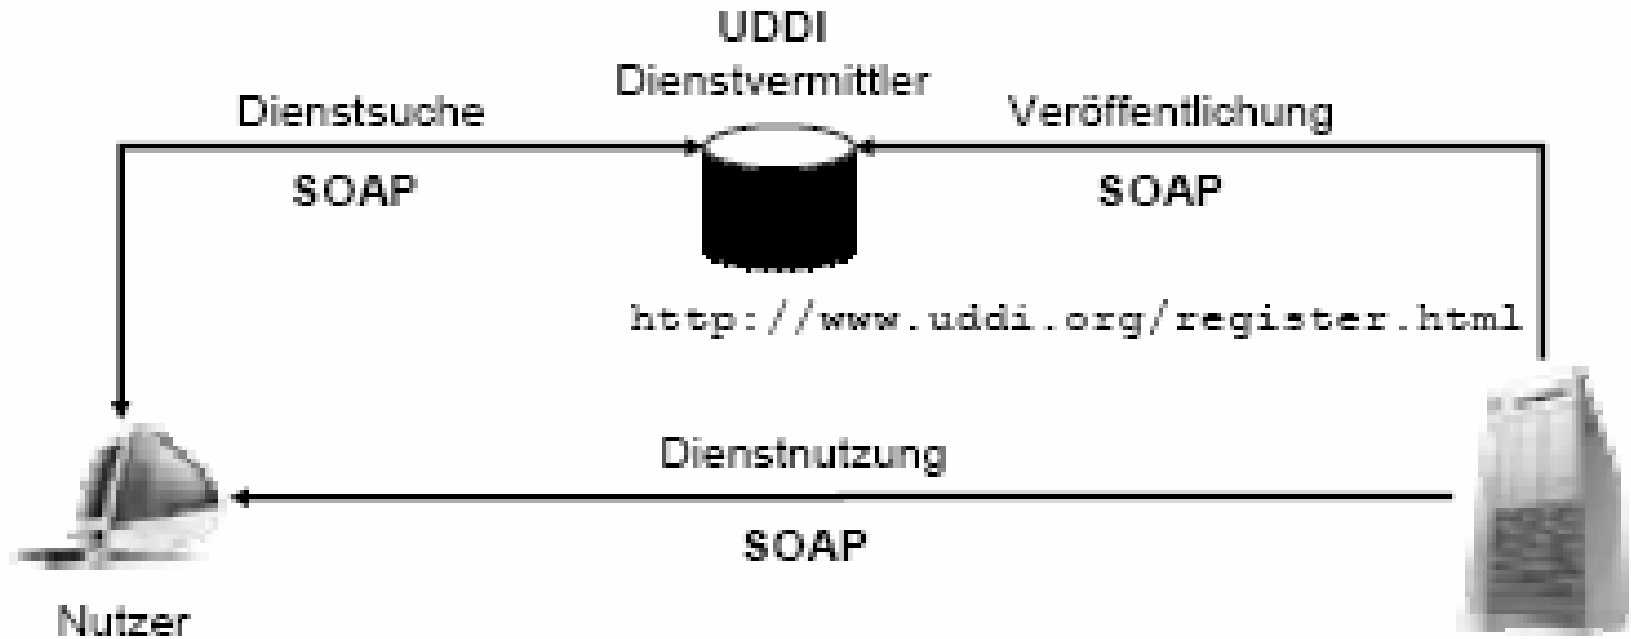 UDDI
Dienstvermittler
Dienstsuche
Veröffentlichung
SOAP
SOAP
http://www.uddi.org/register.html
Dienstnutzung
SOAP
Nutzer